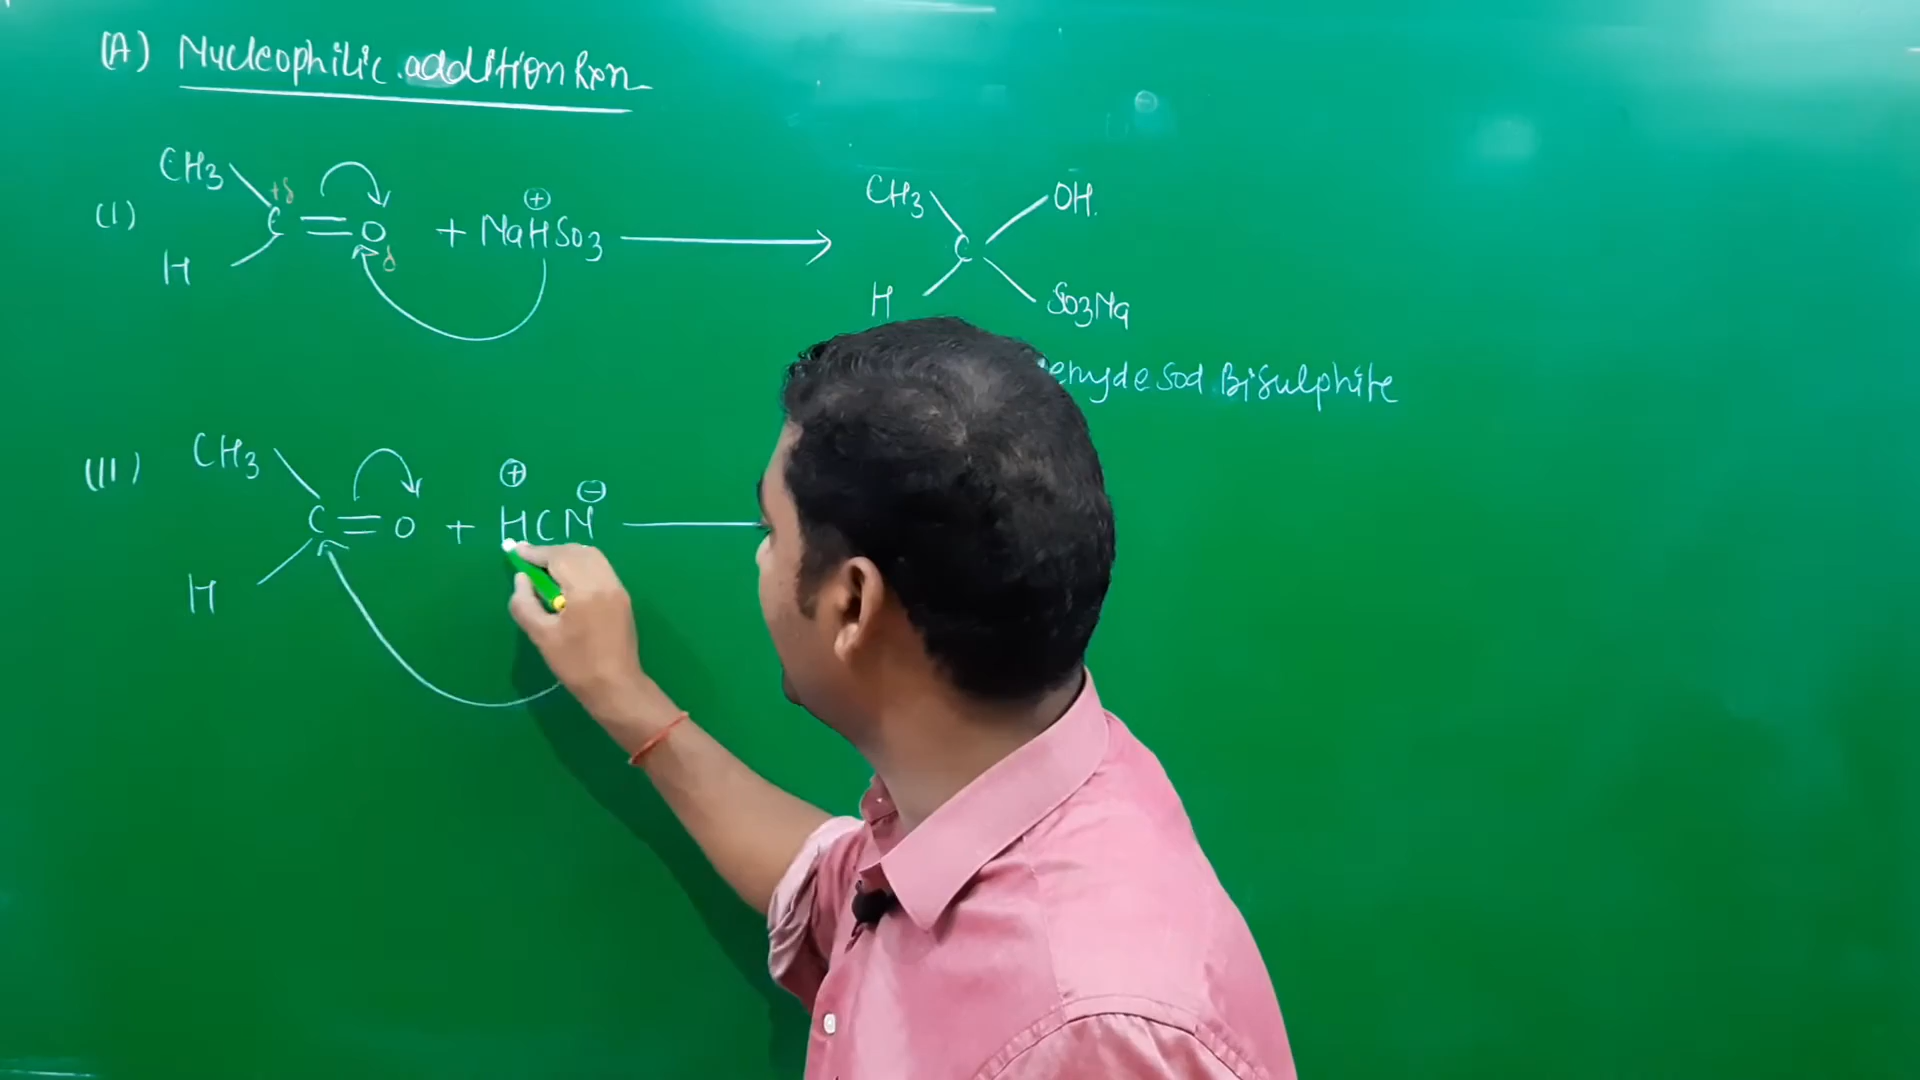 (A) Nucleophilic addition Rxn
CH3
+δ
(I) C = O + NaHSO3 ⟶
⊕
δ
H
CH3 OH.
C
H SO3Na
ehyde Sod. Bisulphite
CH3
(II) C = O + HCN
⊕ ⊖
H